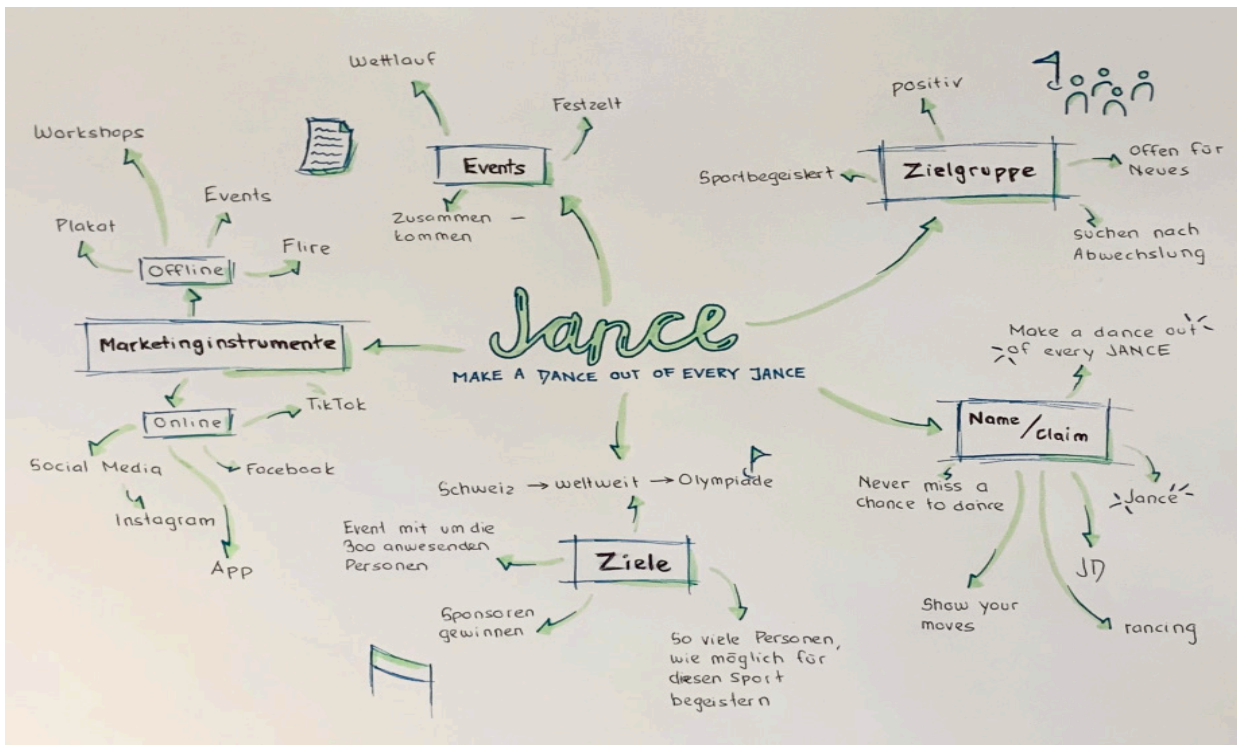 Jance
MAKE A DANCE OUT OF EVERY JANCE
Events
Wettlauf
Festzelt
Zusammen –
kommen
Zielgruppe
positiv
Sportbegeistert
Offen für
Neues
Suchen nach
Abwechslung
Marketinginstrumente
Offline
Workshops
Events
Plakat
Flire
Online
TikTok
Social Media
Facebook
Instagram
App
Name/Claim
Make a dance out
of every JANCE
Never miss a
chance to dance
Jance
JD
Show your
moves
rancing
Ziele
Schweiz → weltweit → Olympiade
Event mit um die
300 anwesenden
Personen
Sponsoren
gewinnen
So viele Personen,
wie möglich für
diesen Sport
begeistern